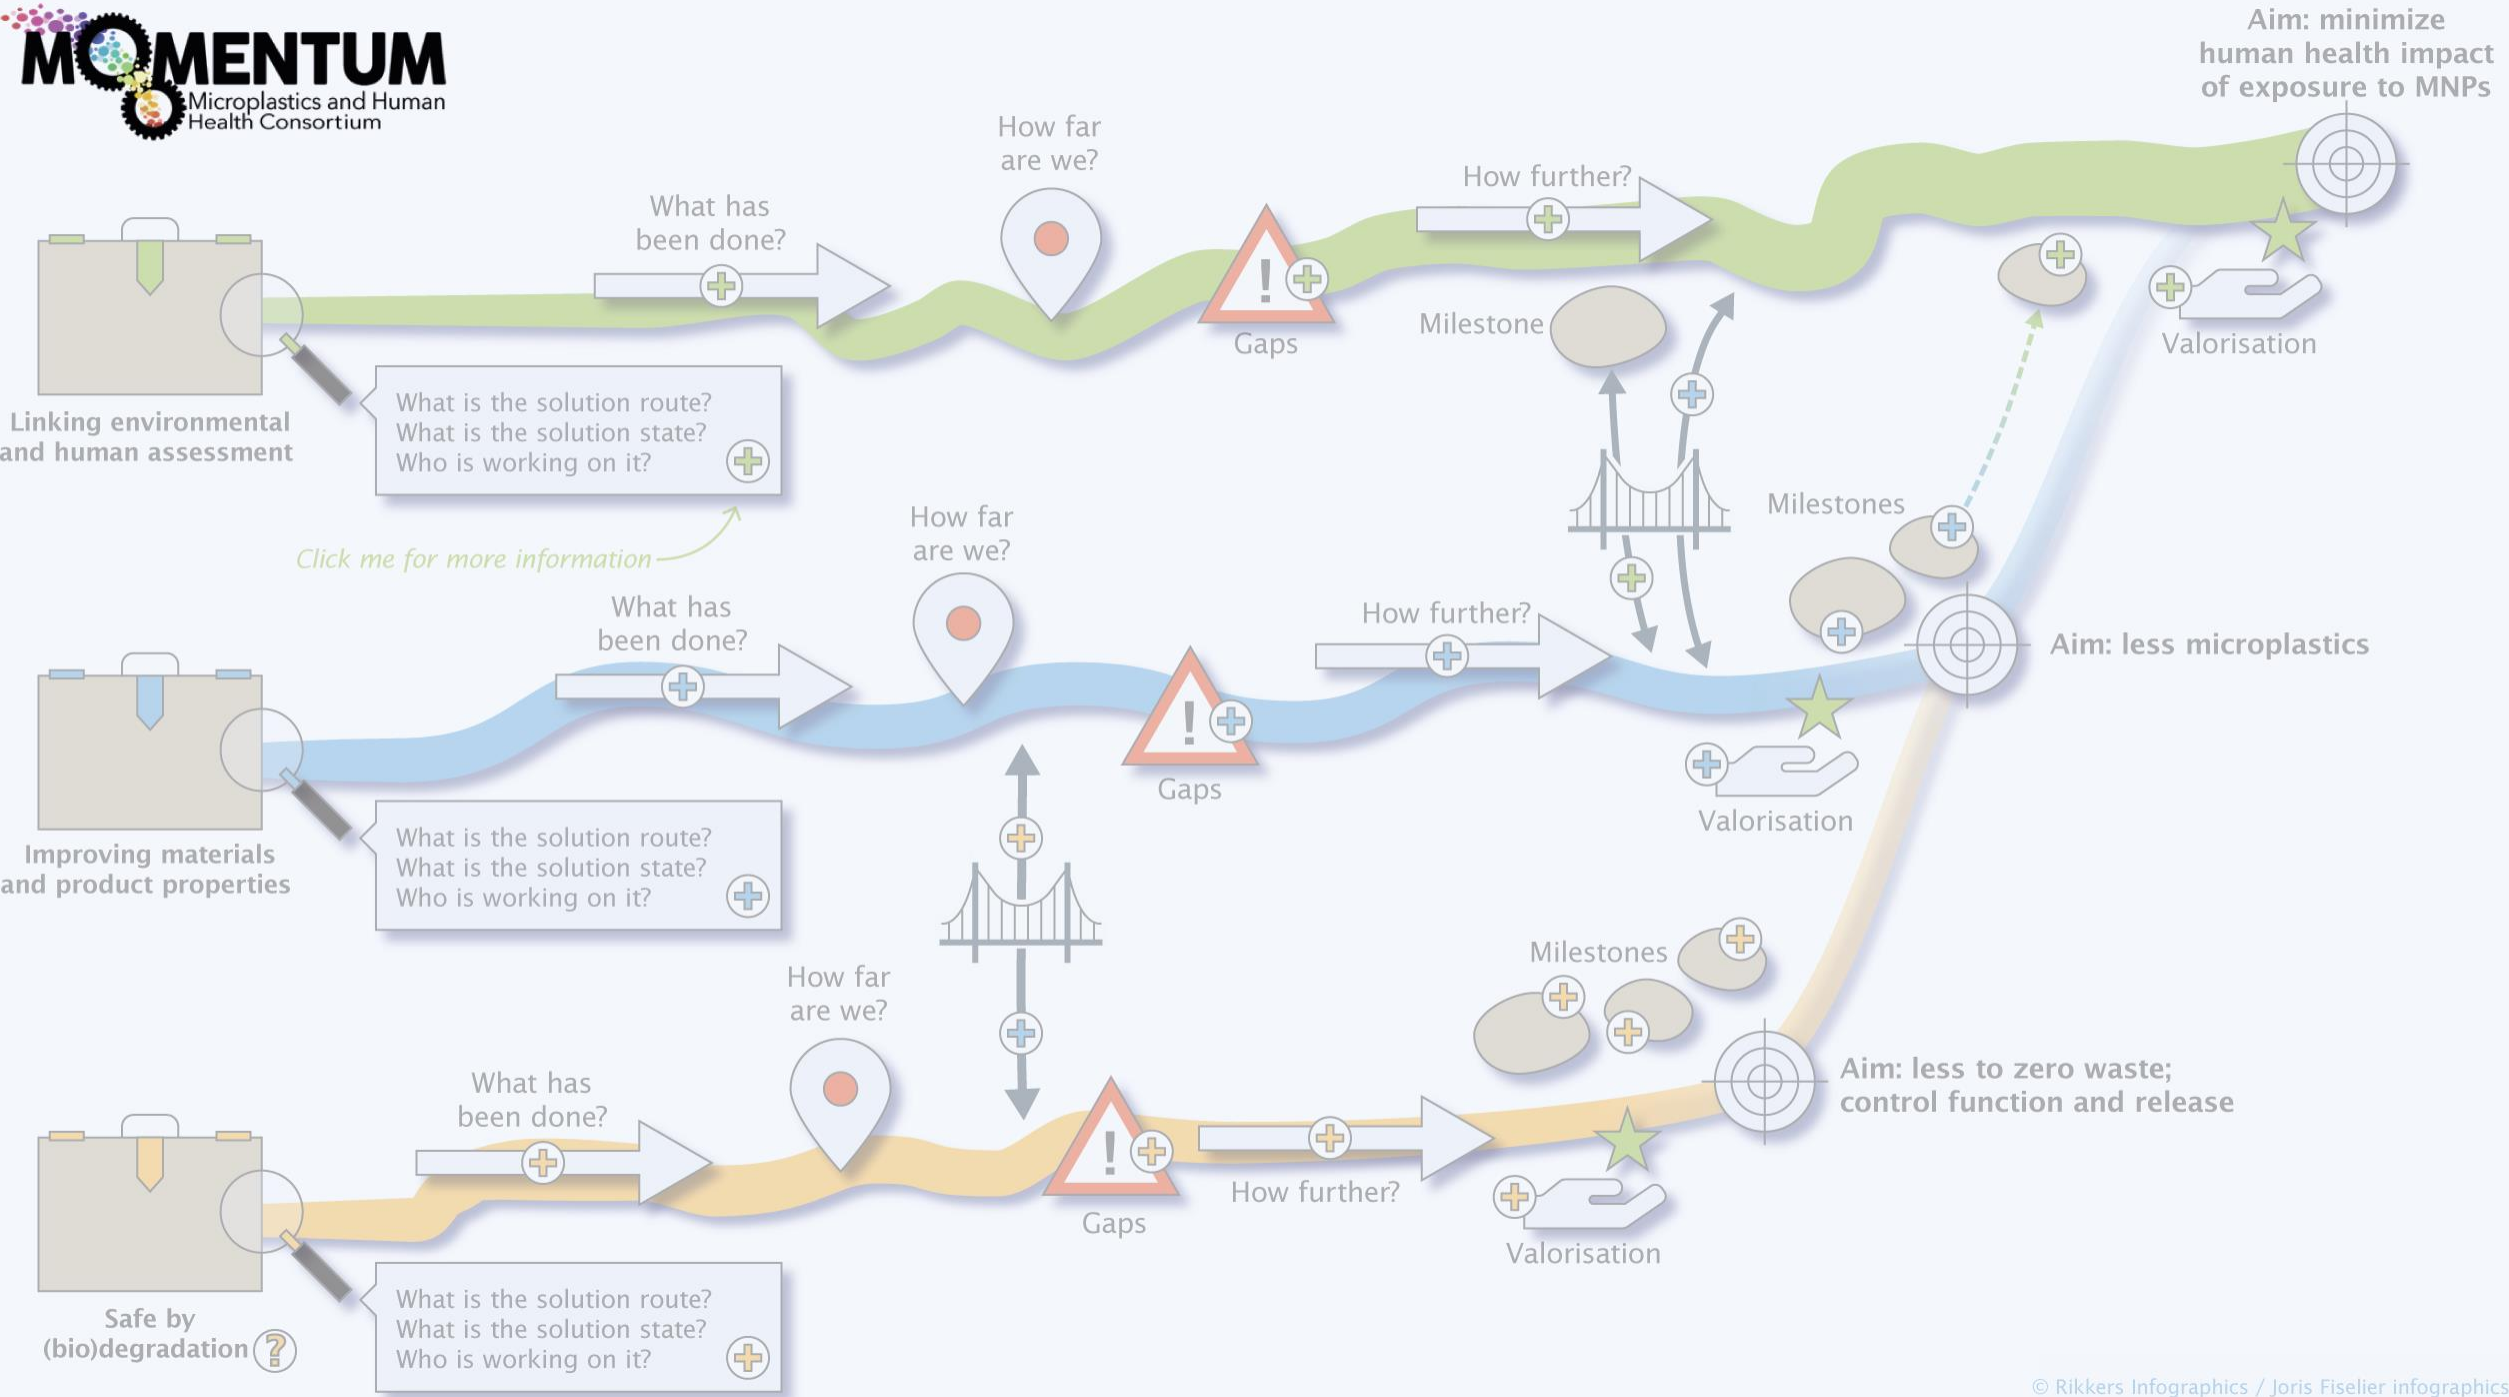 MOMENTUM
Microplastics and Human
Health Consortium
Aim: minimize
human health impact
of exposure to MNPs
How far
are we?
How further?
What has
been done?
!
Gaps
Milestone
Valorisation
Linking environmental
and human assessment
What is the solution route?
What is the solution state?
Who is working on it?
Click me for more information
How far
are we?
Milestones
What has
been done?
How further?
Aim: less microplastics
!
Gaps
Valorisation
Improving materials
and product properties
What is the solution route?
What is the solution state?
Who is working on it?
Milestones
How far
are we?
What has
been done?
Aim: less to zero waste;
control function and release
!
How further?
Gaps
Valorisation
Safe by
(bio)degradation ?
What is the solution route?
What is the solution state?
Who is working on it?
© Rikkers Infographics / Joris Fiselier infographics